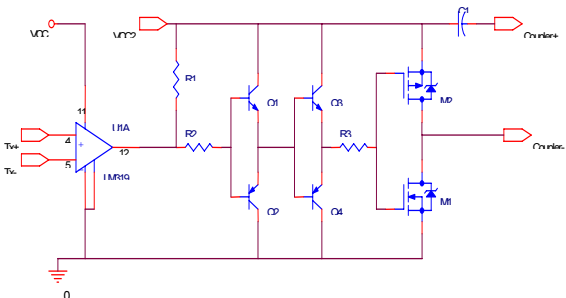 C1
VCC
VCC2
Coupler+
R1
Q1
Q3
M2
11
U1A
Tx+
4
+
12
R2
R3
Coupler-
Tx-
5
LM319
Q2
Q4
M1
0